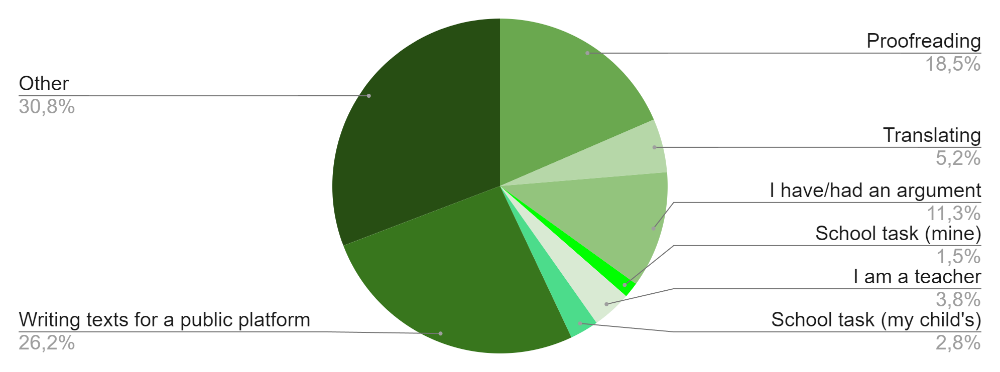 Proofreading
18,5%
Translating
5,2%
I have/had an argument
11,3%
School task (mine)
1,5%
I am a teacher
3,8%
School task (my child's)
2,8%
Writing texts for a public platform
26,2%
Other
30,8%